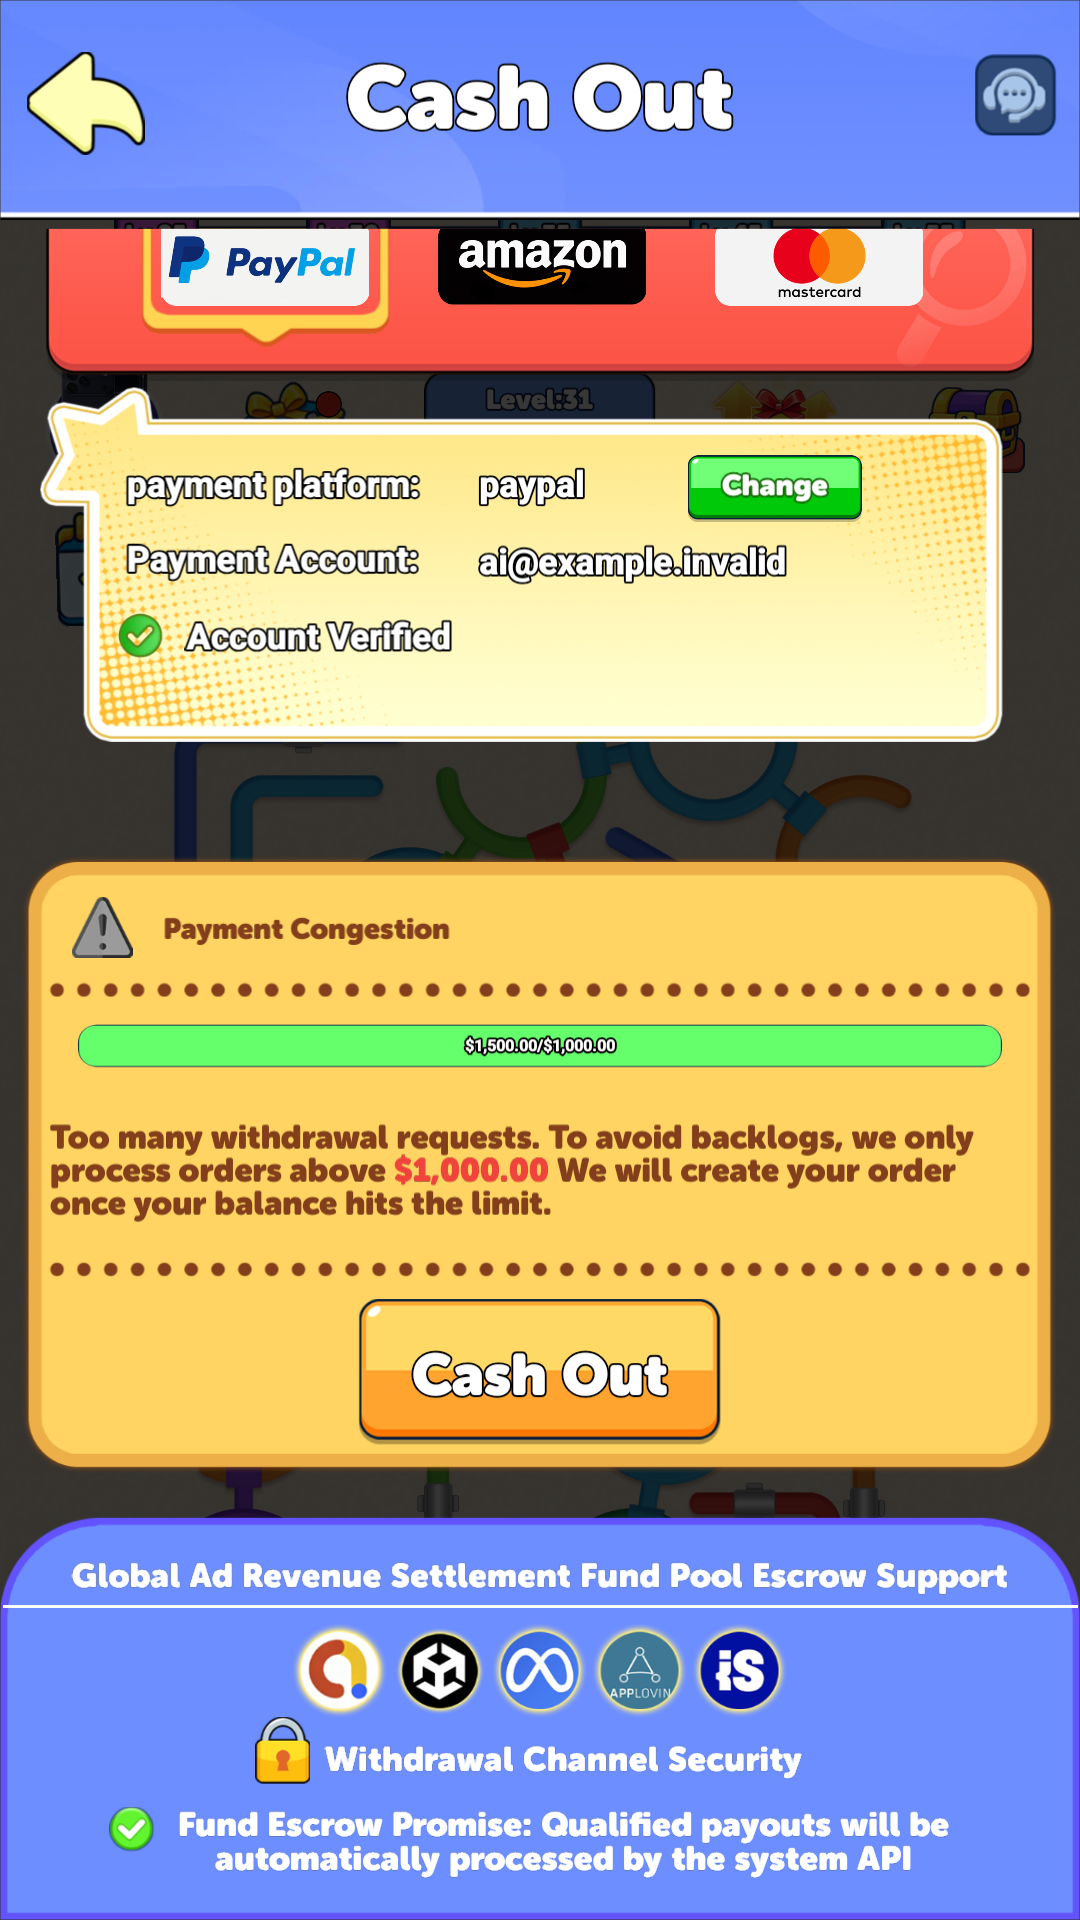 Cash Out
PayPal
amazon
mastercard
Level:31
payment platform:
paypal
Change
Payment Account:
ai@example.invalid
Account Verified
Payment Congestion
$1,500.00/$1,000.00
Too many withdrawal requests. To avoid backlogs, we only
process orders above $1,000.00 We will create your order
once your balance hits the limit.
Cash Out
Global Ad Revenue Settlement Fund Pool Escrow Support
APPLOVIN
iS
Withdrawal Channel Security
Fund Escrow Promise: Qualified payouts will be
automatically processed by the system API